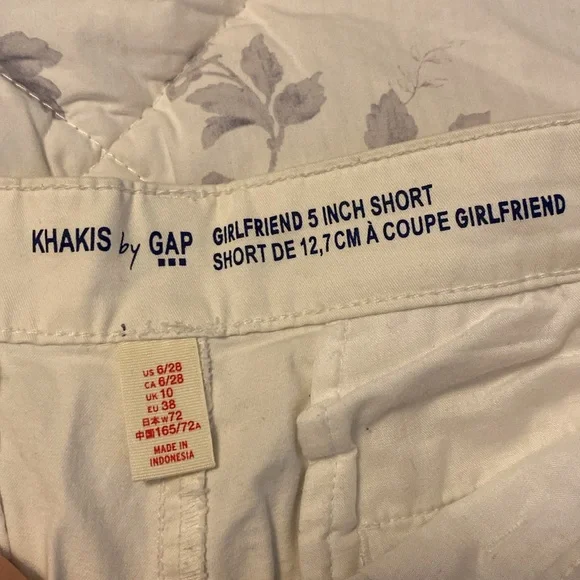 KHAKIS by GAP
GIRLFRIEND 5 INCH SHORT
SHORT DE 12,7 CM À COUPE GIRLFRIEND
US 6/28
CA 6/28
UK 10
EU 38
日本 W72
中国 165/72A
MADE IN
INDONESIA